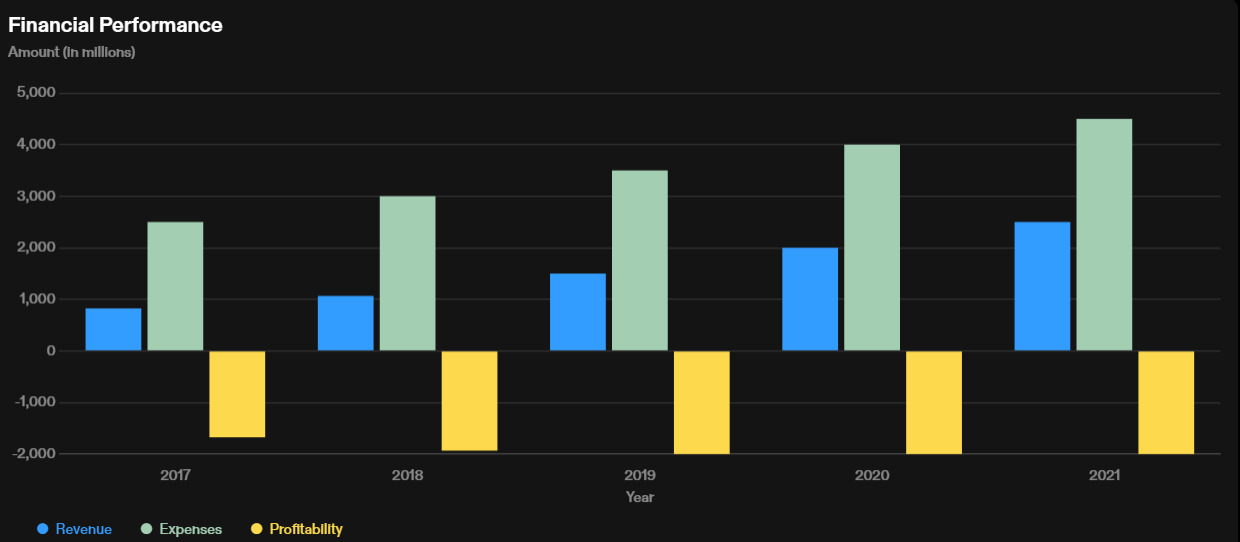 Financial Performance
Amount (in millions)
5,000
4,000
3,000
2,000
1,000
0
-1,000
-2,000
2017 2018 2019 2020 2021
Year
Revenue Expenses Profitability